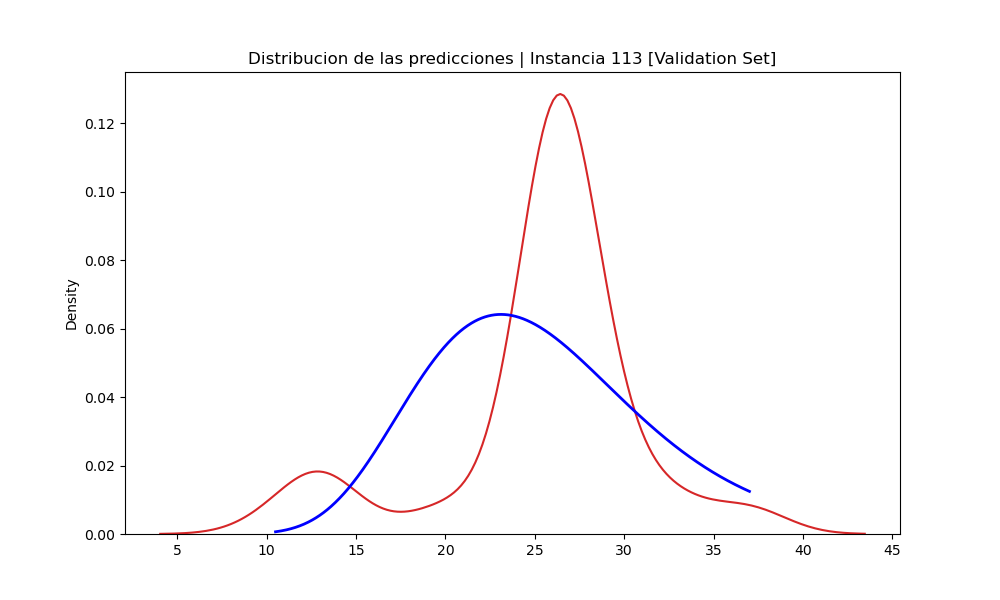 Distribucion de las predicciones | Instancia 113 [Validation Set]
Density
0.12
0.10
0.08
0.06
0.04
0.02
0.00
5 10 15 20 25 30 35 40 45